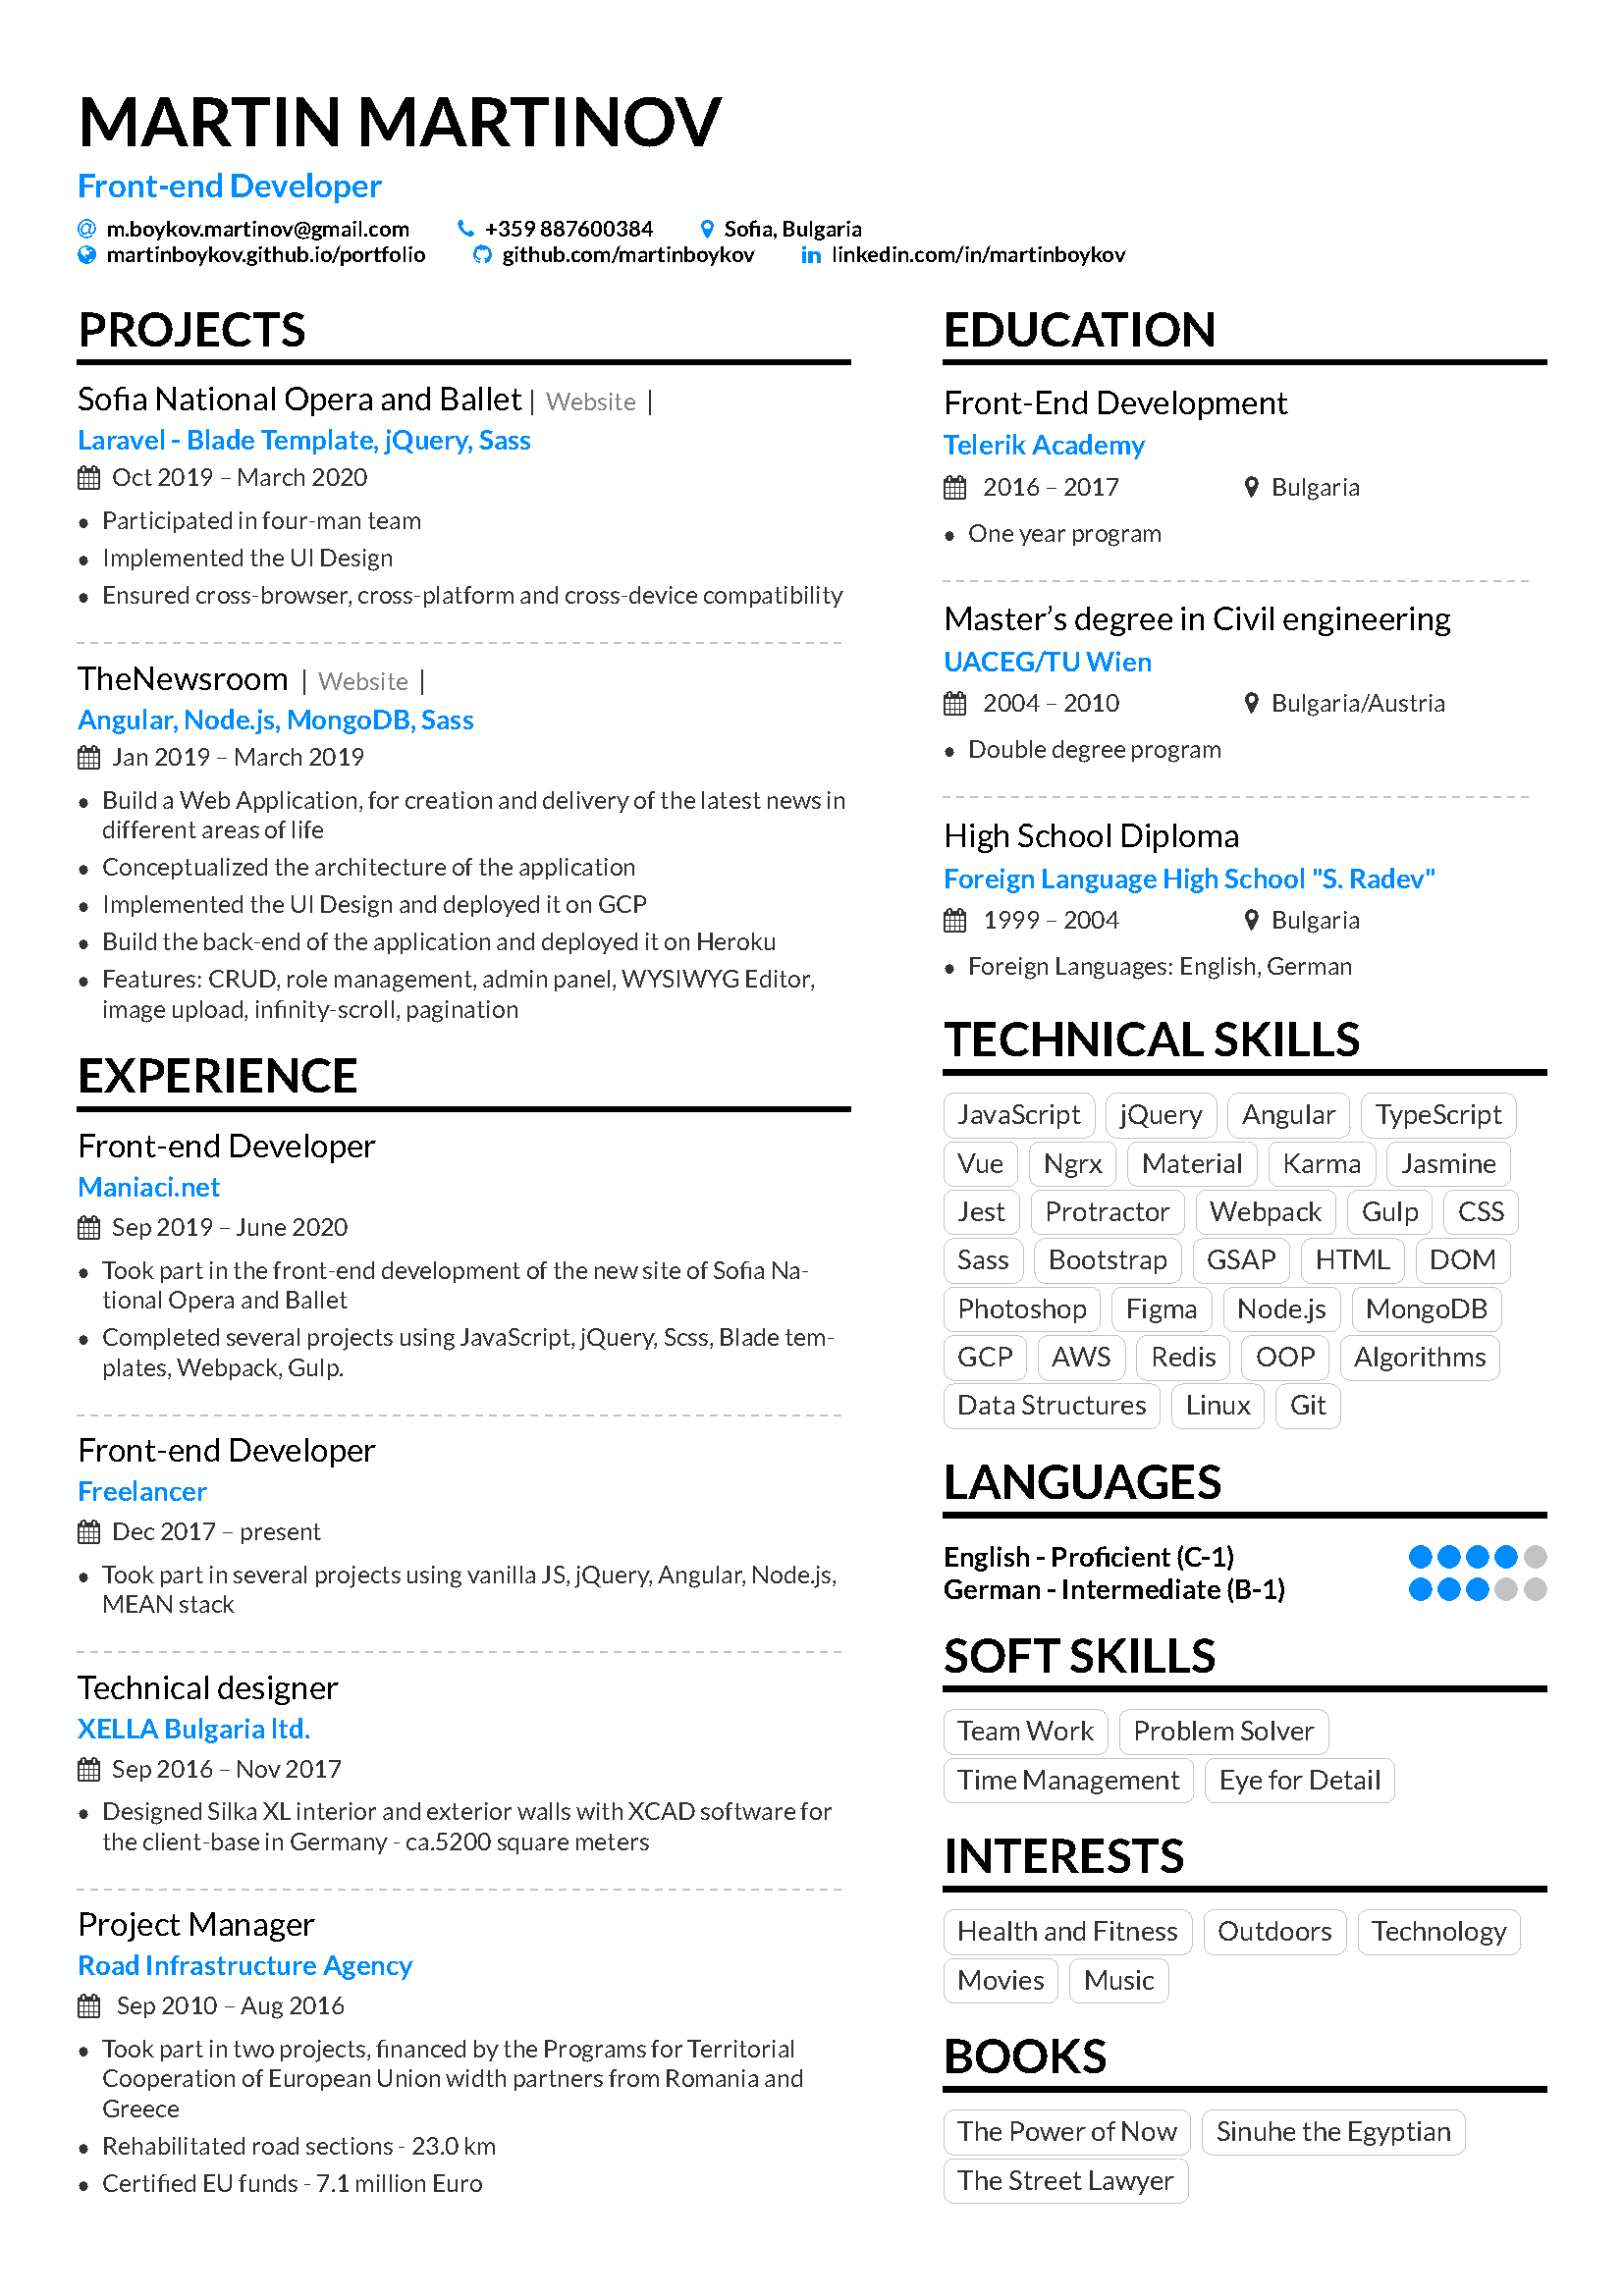 MARTIN MARTINOV
Front-end Developer
m.boykov.martinov@gmail.com +359 887600384 Sofia, Bulgaria
martinboykov.github.io/portfolio github.com/martinboykov linkedin.com/in/martinboykov
PROJECTS
Sofia National Opera and Ballet | Website |
Laravel - Blade Template, jQuery, Sass
Oct 2019 – March 2020
• Participated in four-man team
• Implemented the UI Design
• Ensured cross-browser, cross-platform and cross-device compatibility
TheNewsroom | Website |
Angular, Node.js, MongoDB, Sass
Jan 2019 – March 2019
• Build a Web Application, for creation and delivery of the latest news in
different areas of life
• Conceptualized the architecture of the application
• Implemented the UI Design and deployed it on GCP
• Build the back-end of the application and deployed it on Heroku
• Features: CRUD, role management, admin panel, WYSIWYG Editor,
image upload, infinity-scroll, pagination
EXPERIENCE
Front-end Developer
Maniaci.net
Sep 2019 – June 2020
• Took part in the front-end development of the new site of Sofia Na-
tional Opera and Ballet
• Completed several projects using JavaScript, jQuery, Scss, Blade tem-
plates, Webpack, Gulp.
Front-end Developer
Freelancer
Dec 2017 – present
• Took part in several projects using vanilla JS, jQuery, Angular, Node.js,
MEAN stack
Technical designer
XELLA Bulgaria ltd.
Sep 2016 – Nov 2017
• Designed Silka XL interior and exterior walls with XCAD software for
the client-base in Germany - ca.5200 square meters
Project Manager
Road Infrastructure Agency
Sep 2010 – Aug 2016
• Took part in two projects, financed by the Programs for Territorial
Cooperation of European Union width partners from Romania and
Greece
• Rehabilitated road sections - 23.0 km
• Certified EU funds - 7.1 million Euro
EDUCATION
Front-End Development
Telerik Academy
2016 – 2017 Bulgaria
• One year program
Master’s degree in Civil engineering
UACEG/TU Wien
2004 – 2010 Bulgaria/Austria
• Double degree program
High School Diploma
Foreign Language High School "S. Radev"
1999 – 2004 Bulgaria
• Foreign Languages: English, German
TECHNICAL SKILLS
JavaScript jQuery Angular TypeScript
Vue Ngrx Material Karma Jasmine
Jest Protractor Webpack Gulp CSS
Sass Bootstrap GSAP HTML DOM
Photoshop Figma Node.js MongoDB
GCP AWS Redis OOP Algorithms
Data Structures Linux Git
LANGUAGES
English - Proficient (C-1)
German - Intermediate (B-1)
SOFT SKILLS
Team Work Problem Solver
Time Management Eye for Detail
INTERESTS
Health and Fitness Outdoors Technology
Movies Music
BOOKS
The Power of Now Sinuhe the Egyptian
The Street Lawyer